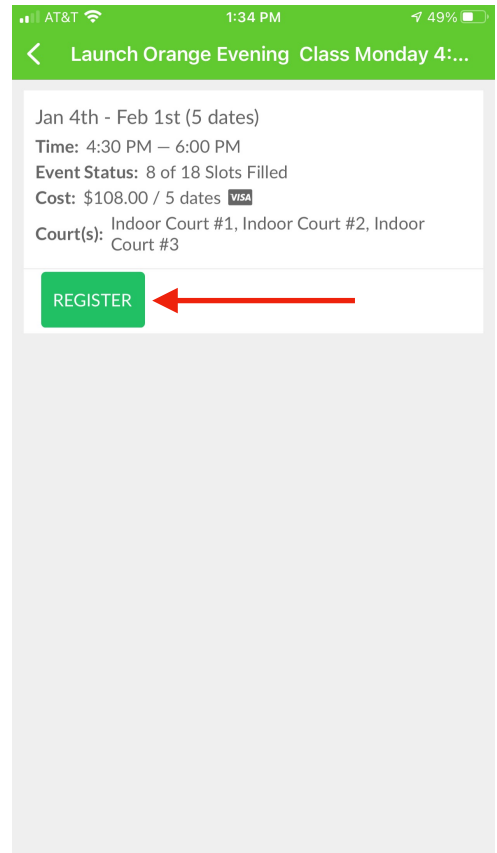 AT&T 1:34 PM 49%
Launch Orange Evening Class Monday 4:...
Jan 4th - Feb 1st (5 dates)
Time: 4:30 PM — 6:00 PM
Event Status: 8 of 18 Slots Filled
Cost: $108.00 / 5 dates VISA
Court(s): Indoor Court #1, Indoor Court #2, Indoor
Court #3
REGISTER